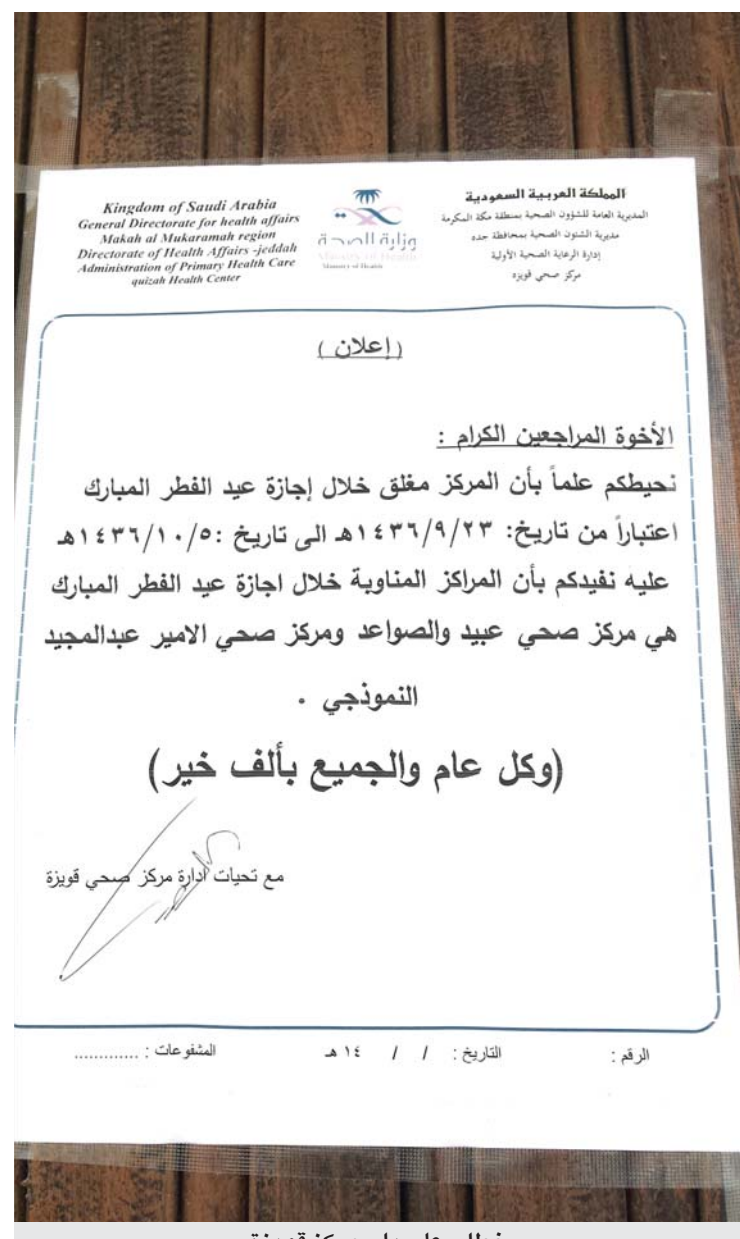 Kingdom of Saudi Arabia
General Directorate for health affairs
Makah al Mukaramah region
Directorate of Health Affairs -jeddah
Administration of Primary Health Care
quizah Health Center
وزارة الصحة
Ministry of Health
المملكة العربية السعودية
المديرية العامة للشؤون الصحية بمنطقة مكة المكرمة
مديرية الشئون الصحية بمحافظة جده
إدارة الرعاية الصحية الأولية
مركز صحي قويزه
(إعلان)
الأخوة المراجعين الكرام :
نحيطكم علماً بأن المركز مغلق خلال إجازة عيد الفطر المبارك
اعتباراً من تاريخ: ١٤٣٦/٩/٢٣هـ الى تاريخ :١٤٣٦/١٠/٥هـ
عليه نفيدكم بأن المراكز المناوبة خلال اجازة عيد الفطر المبارك
هي مركز صحي عبيد والصواعد ومركز صحي الامير عبدالمجيد
النموذجي .
(وكل عام والجميع بألف خير)
مع تحيات ادارة مركز صحي قويزة
الرقم :
التاريخ : / / ١٤ هـ
المشفوعات : .............